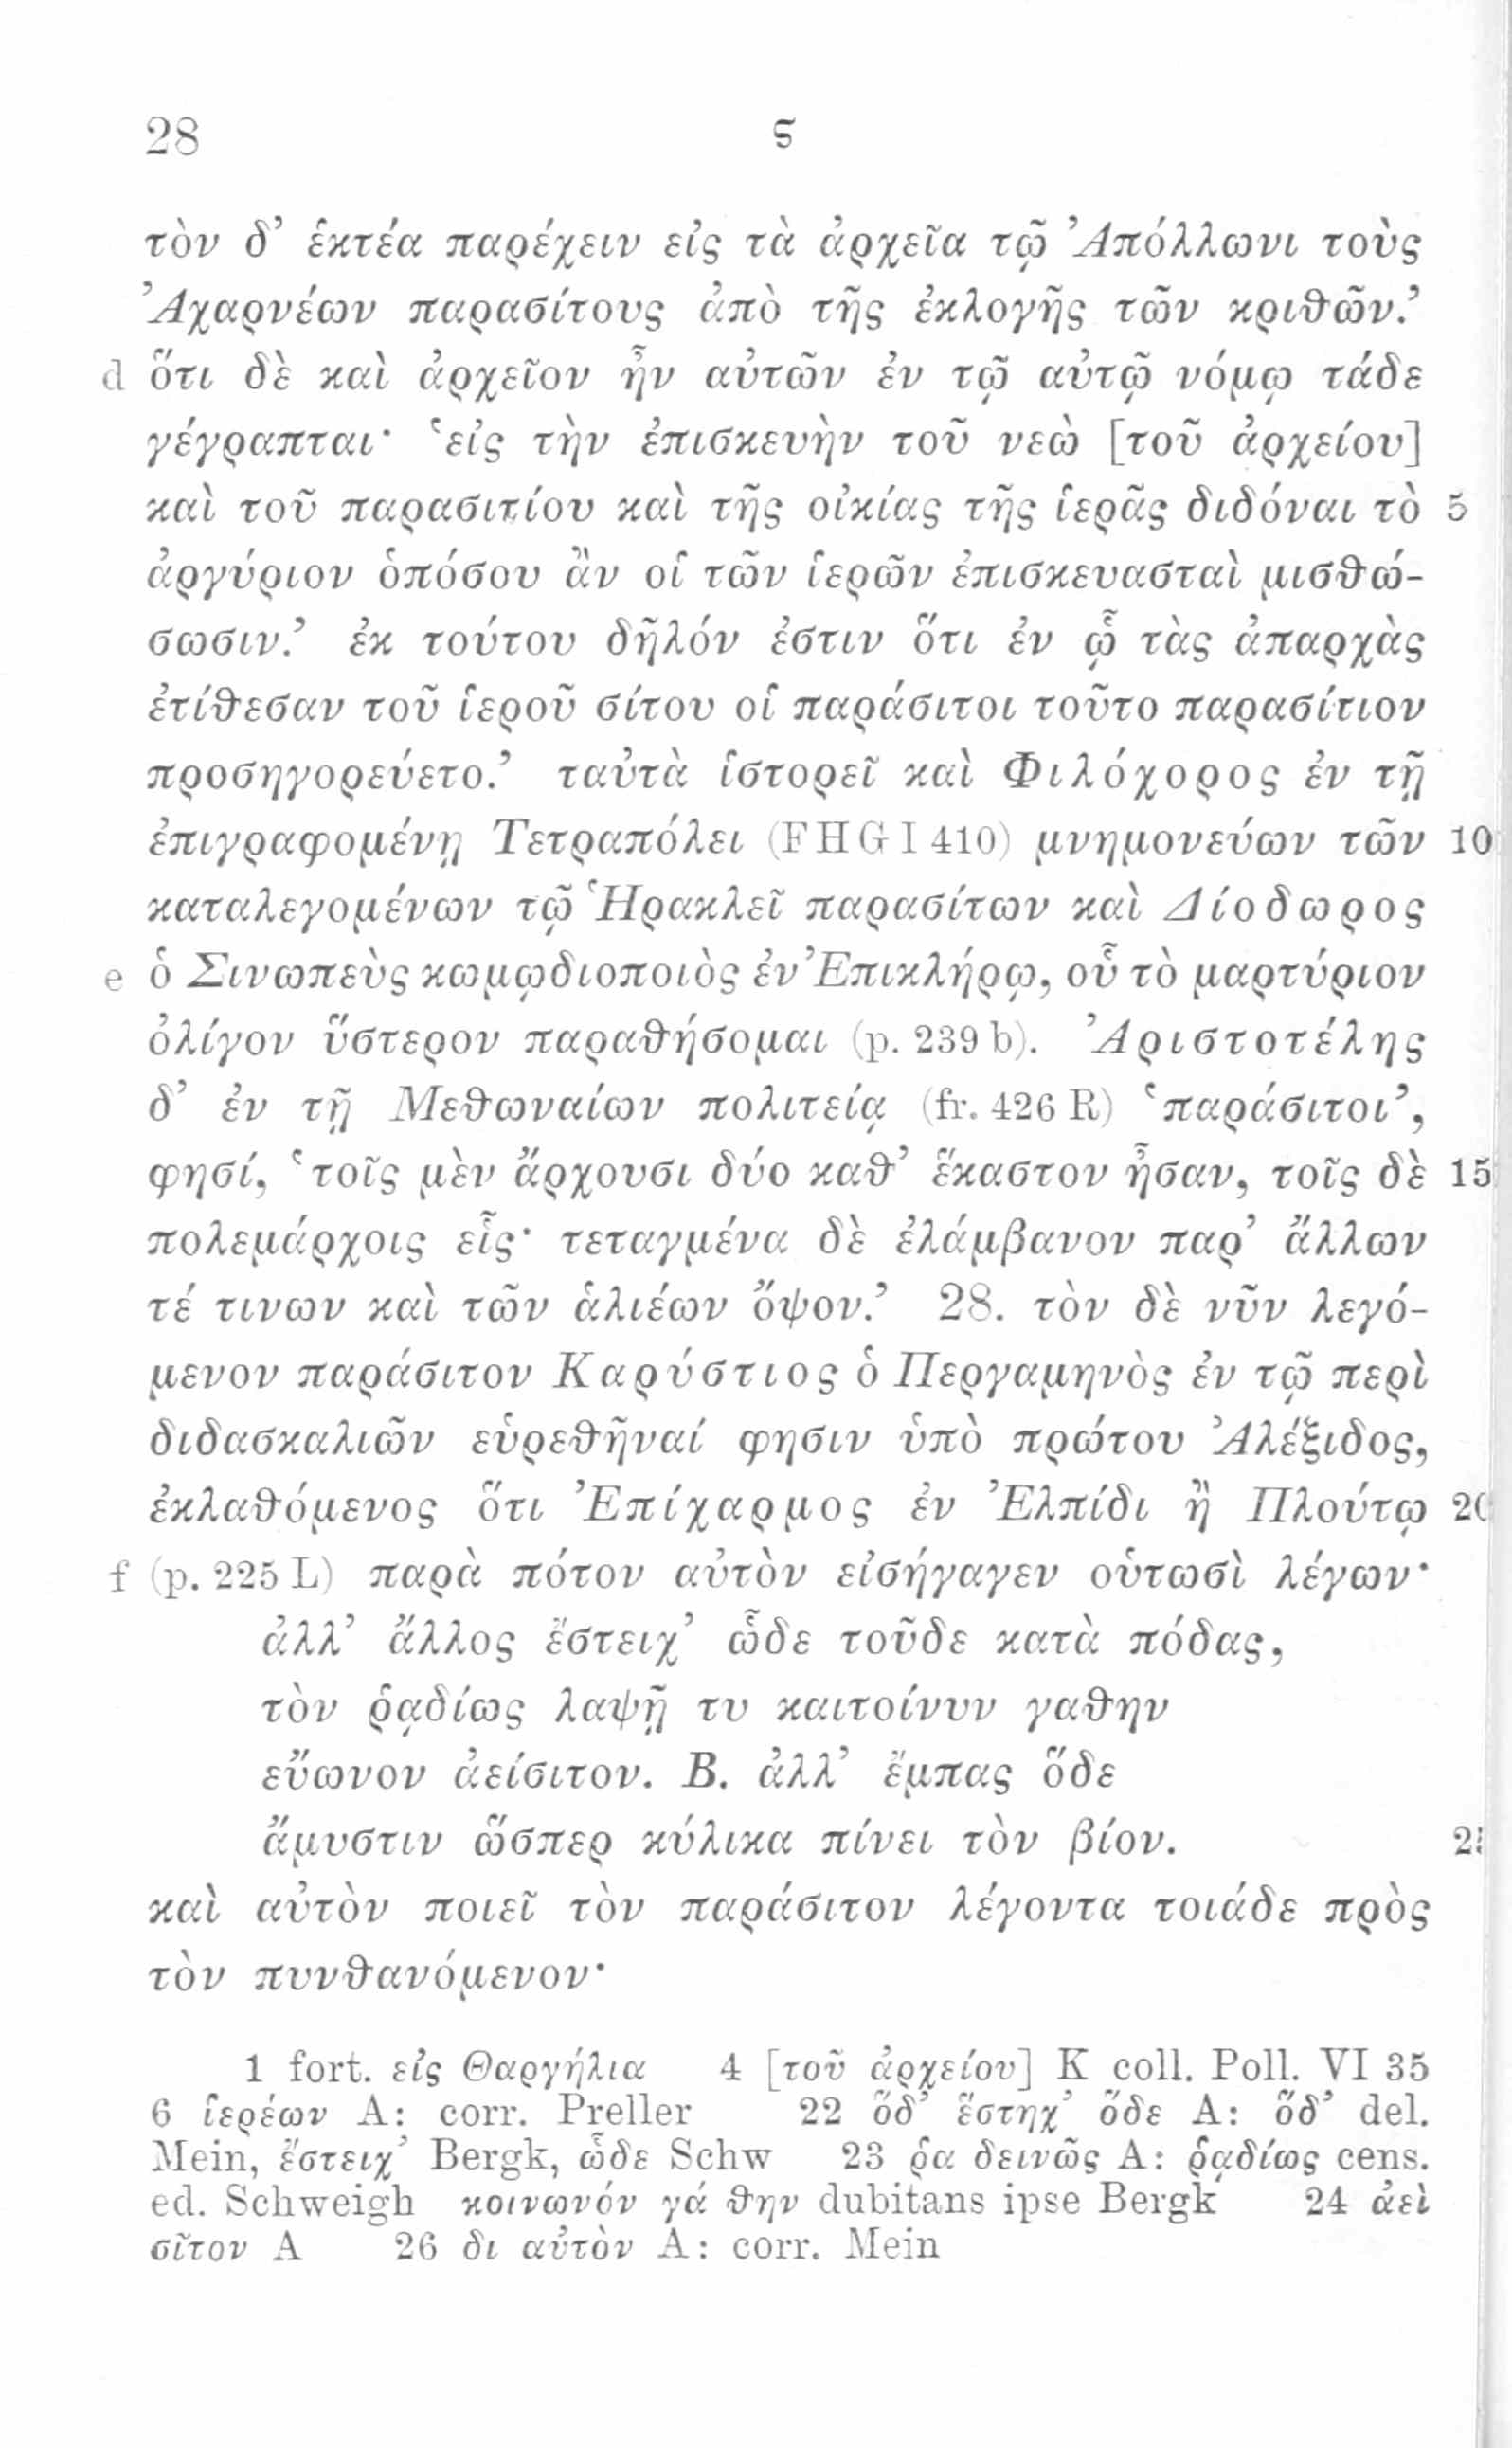 28 ϛ
τὸν δ’ ἑκτέα παρέχειν εἰς τὰ ἀρχεῖα τῷ Ἀπόλλωνι τοὺς
Ἀχαρνέων παρασίτους ἀπὸ τῆς ἐκλογῆς τῶν κριθῶν.’
d ὅτι δὲ καὶ ἀρχεῖον ἦν αὐτῶν ἐν τῷ αὐτῷ νόμῳ τάδε
γέγραπται· ‘εἰς τὴν ἐπισκευὴν τοῦ νεὼ [τοῦ ἀρχείου]
καὶ τοῦ παρασιτίου καὶ τῆς οἰκίας τῆς ἱερᾶς διδόναι τὸ 5
ἀργύριον ὁπόσου ἂν οἱ τῶν ἱερῶν ἐπισκευασταὶ μισθώ-
σωσιν.’ ἐκ τούτου δῆλόν ἐστιν ὅτι ἐν ᾧ τὰς ἀπαρχὰς
ἐτίθεσαν τοῦ ἱεροῦ σίτου οἱ παράσιτοι τοῦτο παρασίτιον
προσηγορεύετο.’ ταὐτὰ ἱστορεῖ καὶ Φιλόχορος ἐν τῇ
ἐπιγραφομένῃ Τετραπόλει (FHG I 410) μνημονεύων τῶν 10
καταλεγομένων τῷ Ἡρακλεῖ παρασίτων καὶ Δίοδωρος
e ὁ Σινωπεὺς κωμῳδιοποιὸς ἐν Ἐπικλήρῳ, οὗ τὸ μαρτύριον
ὀλίγον ὕστερον παραθήσομαι (p. 239 b). Ἀριστοτέλης
δ’ ἐν τῇ Μεθωναίων πολιτείᾳ (fr. 426 R) ‘παράσιτοι’,
φησί, ‘τοῖς μὲν ἄρχουσι δύο καθ’ ἕκαστον ἦσαν, τοῖς δὲ 15
πολεμάρχοις εἷς· τεταγμένα δὲ ἐλάμβανον παρ’ ἄλλων
τέ τινων καὶ τῶν ἁλιέων ὄψον.’ 28. τὸν δὲ νῦν λεγό-
μενον παράσιτον Καρύστιος ὁ Περγαμηνὸς ἐν τῷ περὶ
διδασκαλιῶν εὑρεθῆναί φησιν ὑπὸ πρώτου Ἀλέξιδος,
ἐκλαθόμενος ὅτι Ἐπίχαρμος ἐν Ἐλπίδι ἢ Πλούτῳ 20
f (p. 225 L) παρὰ πότον αὐτὸν εἰσήγαγεν οὑτωσὶ λέγων·
ἀλλ’ ἄλλος ἔστειχ’ ὧδε τοῦδε κατὰ πόδας,
τὸν ῥᾳδίως λαψῇ τυ καιτοίνυν γαθην
εὔωνον ἀείσιτον. B. ἀλλ’ ἔμπας ὅδε
ἄμυστιν ὥσπερ κύλικα πίνει τὸν βίον. 25
καὶ αὐτὸν ποιεῖ τὸν παράσιτον λέγοντα τοιάδε πρὸς
τὸν πυνθανόμενον·
1 fort. εἰς Θαργήλια 4 [τοῦ ἀρχείου] K coll. Poll. VI 35
6 ἱερέων A: corr. Preller 22 ὅδ’ ἕστηχ’ ὅδε A: ὅδ’ del.
Mein, ἔστειχ’ Bergk, ὧδε Schw 23 ῥα δεινῶς A: ῥᾳδίως cens.
ed. Schweigh κοινωνόν γά θην dubitans ipse Bergk 24 ἀεὶ
σῖτον A 26 δι αὐτὸν A: corr. Mein